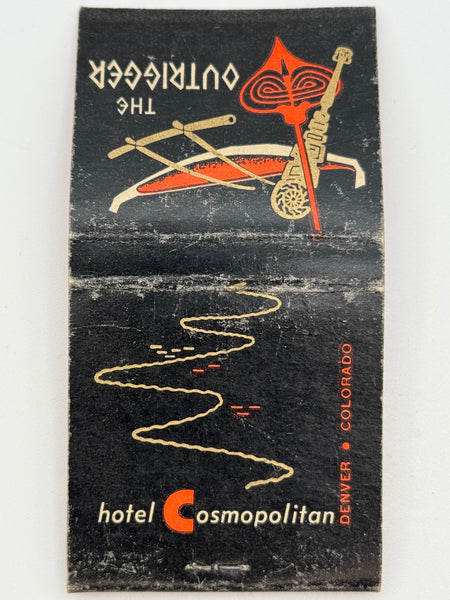 THE
OUTRIGGER
hotel Cosmopolitan
DENVER • COLORADO